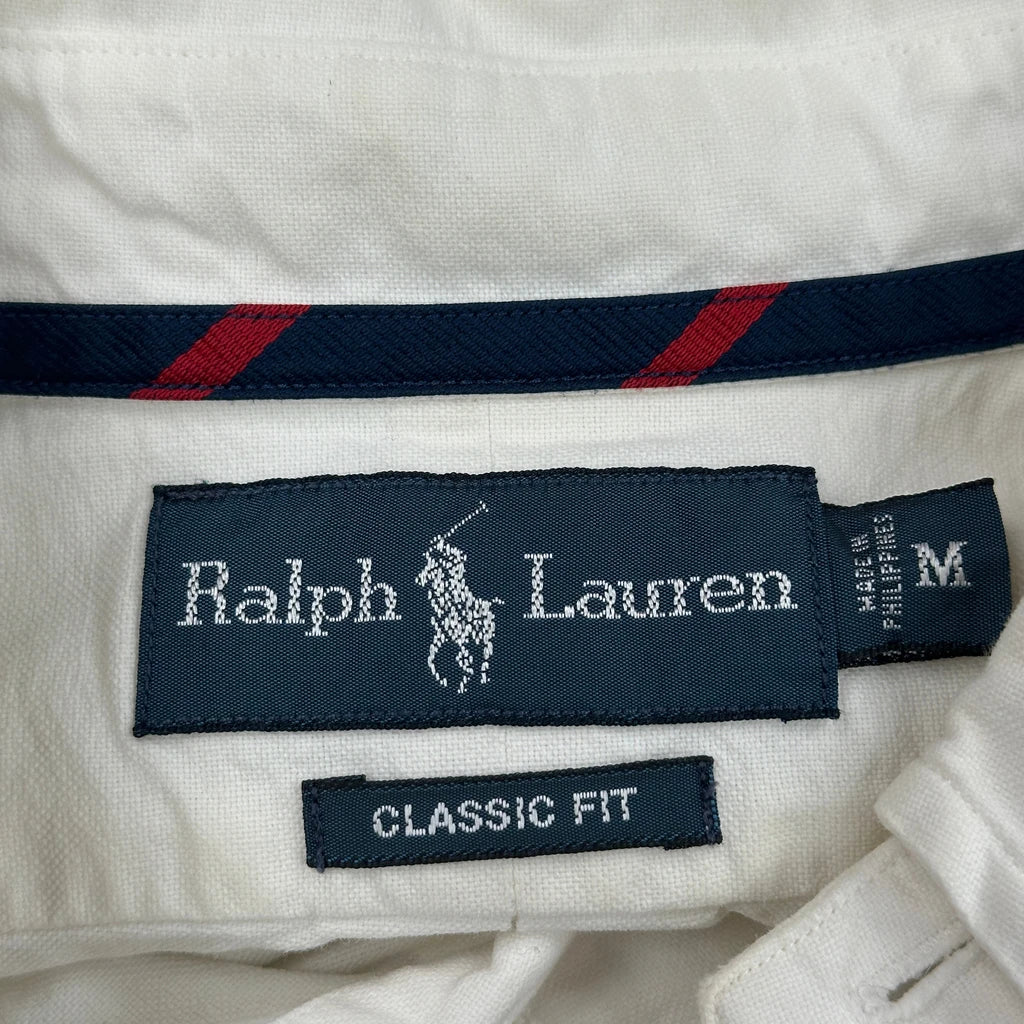 Ralph Lauren
MADE IN
PHILIPPINES
M
CLASSIC FIT